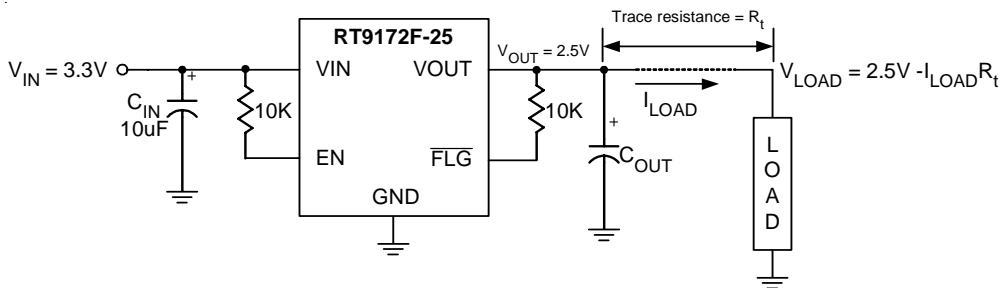 Trace resistance = Rt
RT9172F-25
VOUT = 2.5V
VIN = 3.3V
+
VIN
VOUT
VLOAD = 2.5V -ILOADRt
CIN
10uF
10K
10K
+
ILOAD
EN
FLG
COUT
GND
LOAD